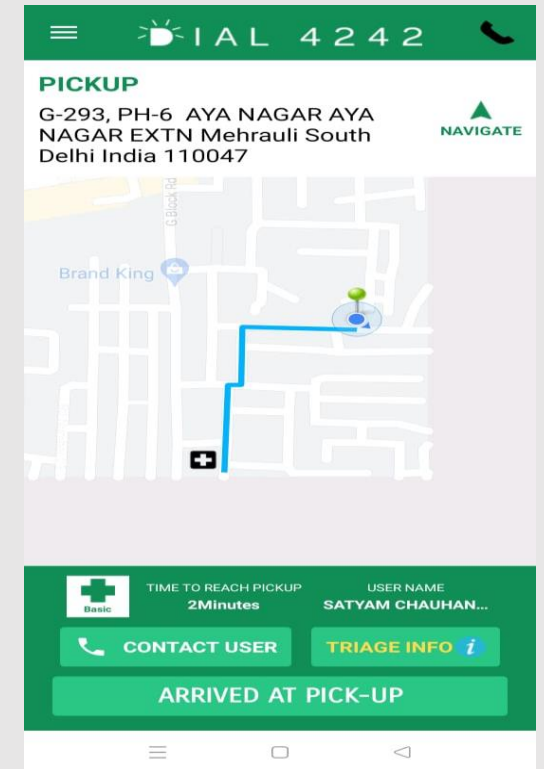 DIAL 4242
PICKUP
G-293, PH-6 AYA NAGAR AYA
NAGAR EXTN Mehrauli South
Delhi India 110047
NAVIGATE
G Block Rd
Brand King
Basic
TIME TO REACH PICKUP
2Minutes
USER NAME
SATYAM CHAUHAN...
CONTACT USER
TRIAGE INFO i
ARRIVED AT PICK-UP